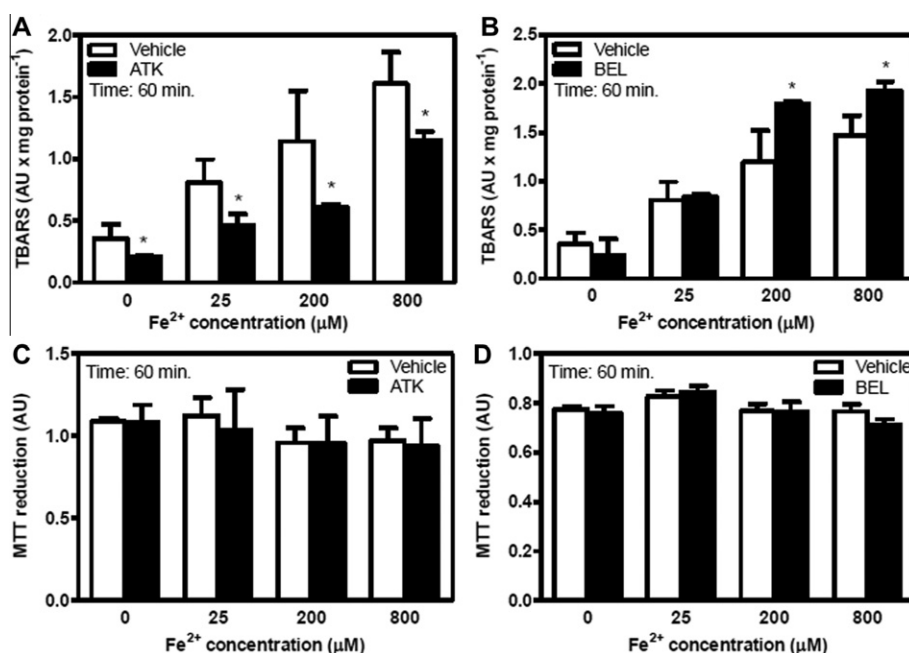 A
TBARS (AU x mg protein⁻¹)
2.0
1.5
1.0
0.5
0.0
Vehicle
ATK
Time: 60 min.
*
*
*
*
0 25 200 800
Fe²⁺ concentration (μM)
B
TBARS (AU x mg protein⁻¹)
2.5
2.0
1.5
1.0
0.5
0.0
Vehicle
BEL
Time: 60 min.
*
*
0 25 200 800
Fe²⁺ concentration (μM)
C
MTT reduction (AU)
1.5
1.0
0.5
0.0
Time: 60 min.
Vehicle
ATK
0 25 200 800
Fe²⁺ concentration (μM)
D
MTT reduction (AU)
1.0
0.8
0.6
0.4
0.2
0.0
Time: 60 min.
Vehicle
BEL
0 25 200 800
Fe²⁺ concentration (μM)